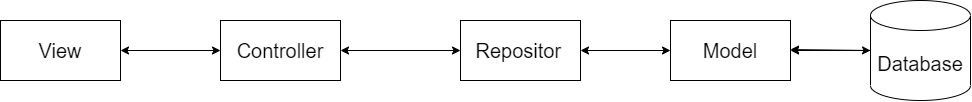 View
Controller
Repositor
Model
Database